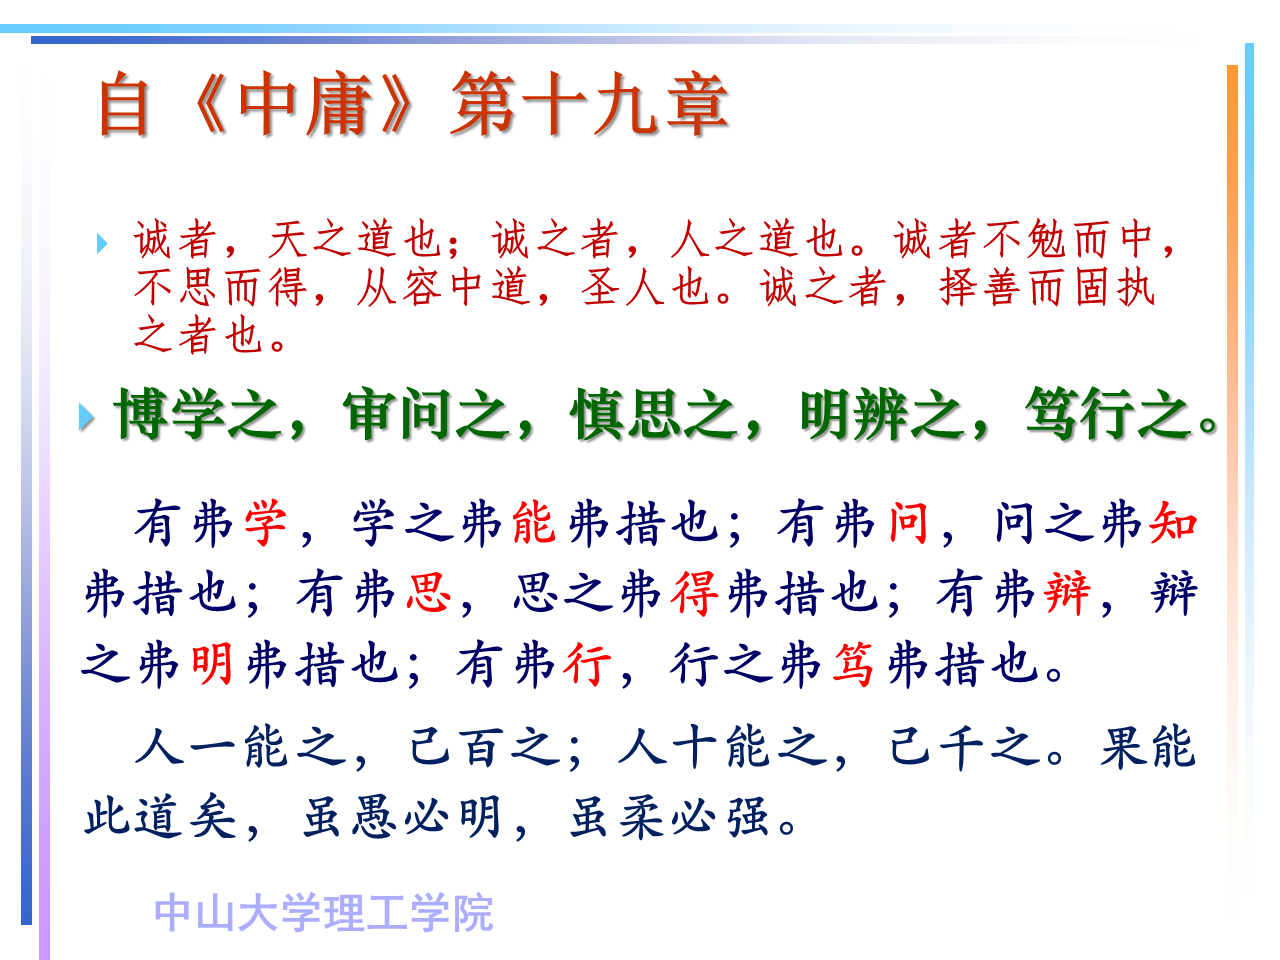 自《中庸》第十九章
诚者，天之道也；诚之者，人之道也。诚者不勉而中，
不思而得，从容中道，圣人也。诚之者，择善而固执
之者也。
博学之，审问之，慎思之，明辨之，笃行之。
有弗学，学之弗能弗措也；有弗问，问之弗知
弗措也；有弗思，思之弗得弗措也；有弗辩，辩
之弗明弗措也；有弗行，行之弗笃弗措也。
人一能之，己百之；人十能之，己千之。果能
此道矣，虽愚必明，虽柔必强。
中山大学理工学院